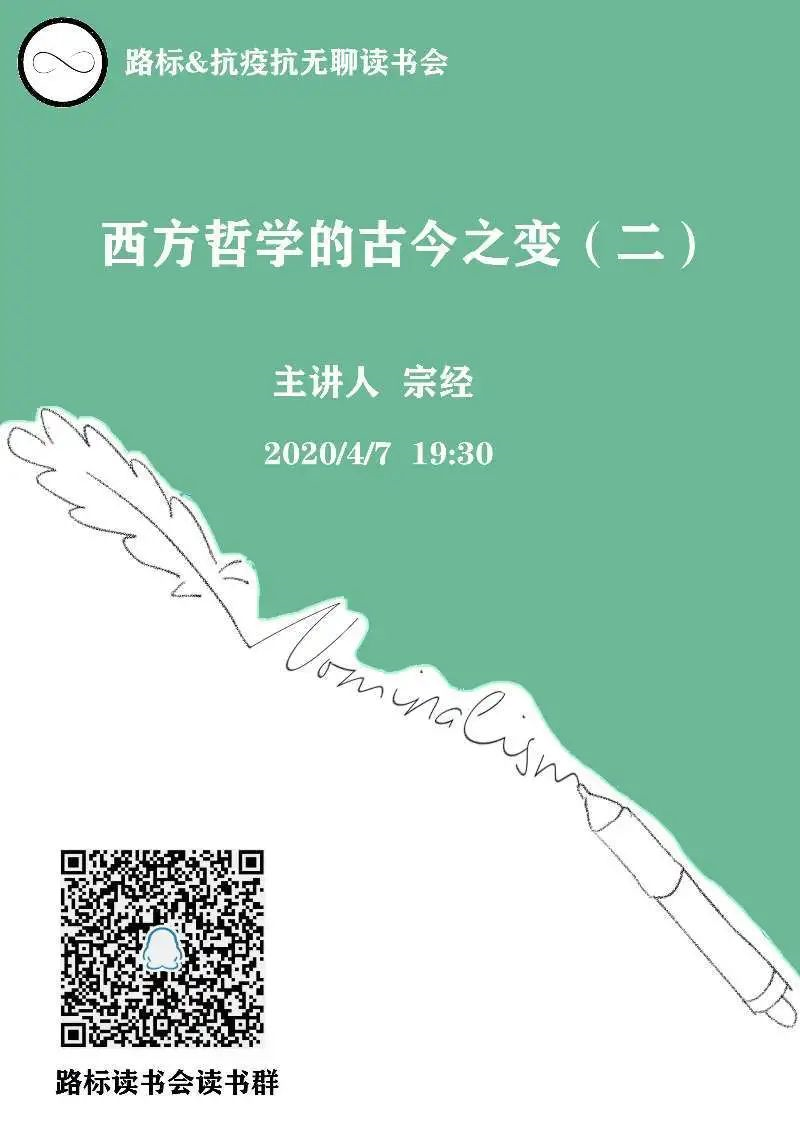 路标&抗疫抗无聊读书会
西方哲学的古今之变（二）
主讲人 宗经
2020/4/7 19:30
Nominalism
路标读书会读书群